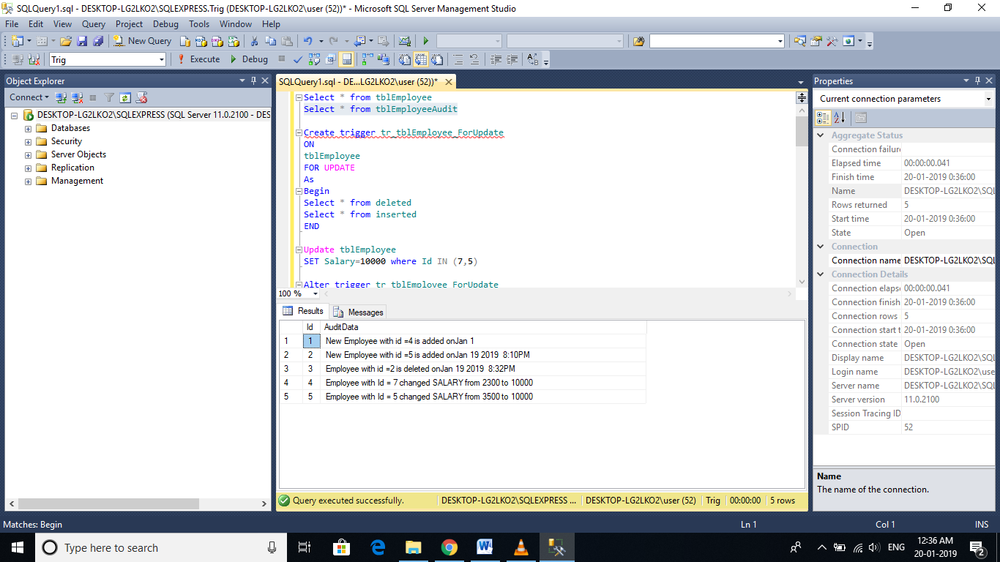 SQLQuery1.sql - DESKTOP-LG2LKO2\SQLEXPRESS.Trig (DESKTOP-LG2LKO2\user (52))* - Microsoft SQL Server Management Studio
File Edit View Query Project Debug Tools Window Help
New Query
Trig Execute Debug
Object Explorer
Connect
DESKTOP-LG2LKO2\SQLEXPRESS (SQL Server 11.0.2100 - DES
Databases
Security
Server Objects
Replication
Management
SQLQuery1.sql - DE...LG2LKO2\user (52))*
Select * from tblEmployee
Select * from tblEmployeeAudit
Create trigger tr_tblEmployee_ForUpdate
ON
tblEmployee
FOR UPDATE
As
Begin
Select * from deleted
Select * from inserted
END
Update tblEmployee
SET Salary=10000 where Id IN (7,5)
Alter trigger tr_tblEmployee_ForUpdate
100 %
Results Messages
Id AuditData
1 1 New Employee with id =4 is added onJan 1
2 2 New Employee with id =5 is added onJan 19 2019 8:10PM
3 3 Employee with id =2 is deleted onJan 19 2019 8:32PM
4 4 Employee with Id = 7 changed SALARY from 2300 to 10000
5 5 Employee with Id = 5 changed SALARY from 3500 to 10000
Query executed successfully. DESKTOP-LG2LKO2\SQLEXPRESS ... DESKTOP-LG2LKO2\user (52) Trig 00:00:00 5 rows
Properties
Current connection parameters
Aggregate Status
Connection failure
Elapsed time 00:00:00.041
Finish time 20-01-2019 0:36:00
Name DESKTOP-LG2LKO2\SQL
Rows returned 5
Start time 20-01-2019 0:36:00
State Open
Connection
Connection name DESKTOP-LG2LKO2\SQL
Connection Details
Connection elapse 00:00:00.041
Connection finish 20-01-2019 0:36:00
Connection rows 5
Connection start t 20-01-2019 0:36:00
Connection state Open
Display name DESKTOP-LG2LKO2\SQL
Login name DESKTOP-LG2LKO2\use
Server name DESKTOP-LG2LKO2\SQL
Server version 11.0.2100
Session Tracing ID
SPID 52
Name
The name of the connection.
Matches: Begin Ln 1 Col 1 INS
Type here to search
ENG
12:36 AM
20-01-2019
2